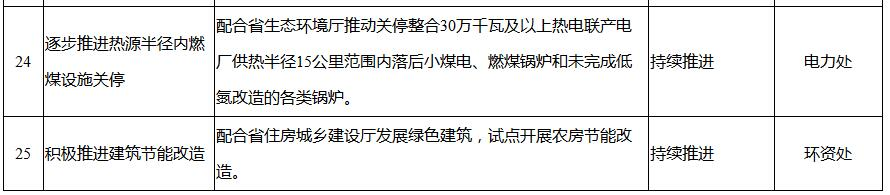 24
逐步推进热源半径内燃
煤设施关停
配合省生态环境厅推动关停整合30万千瓦及以上热电联产电
厂供热半径15公里范围内落后小煤电、燃煤锅炉和未完成低
氮改造的各类锅炉。
持续推进
电力处
25
积极推进建筑节能改造
配合省住房城乡建设厅发展绿色建筑，试点开展农房节能改
造。
持续推进
环资处